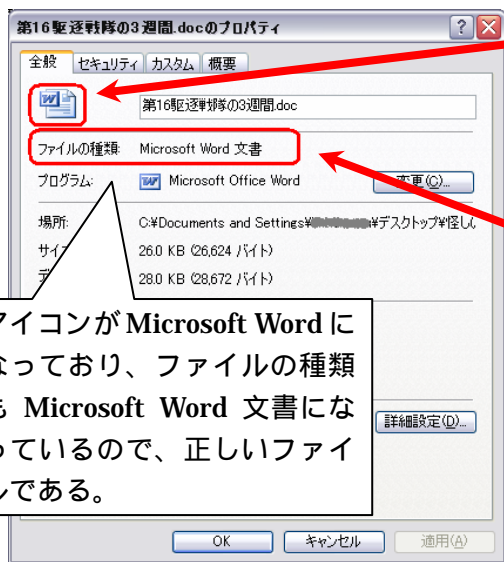 第16駆逐戦隊の3週間.docのプロパティ
全般 セキュリティ カスタム 概要
第16駆逐戦隊の3週間.doc
ファイルの種類: Microsoft Word 文書
プログラム: Microsoft Office Word 変更(C)...
場所: C:¥Documents and Settings¥ ¥デスクトップ¥怪し
サイ 26.0 KB (26,624 バイト)
デ 28.0 KB (28,672 バイト)
アイコンが Microsoft Word に
なっており、ファイルの種類
も Microsoft Word 文書にな
っているので、正しいファイ
ルである。
詳細設定(D)...
OK キャンセル 適用(A)